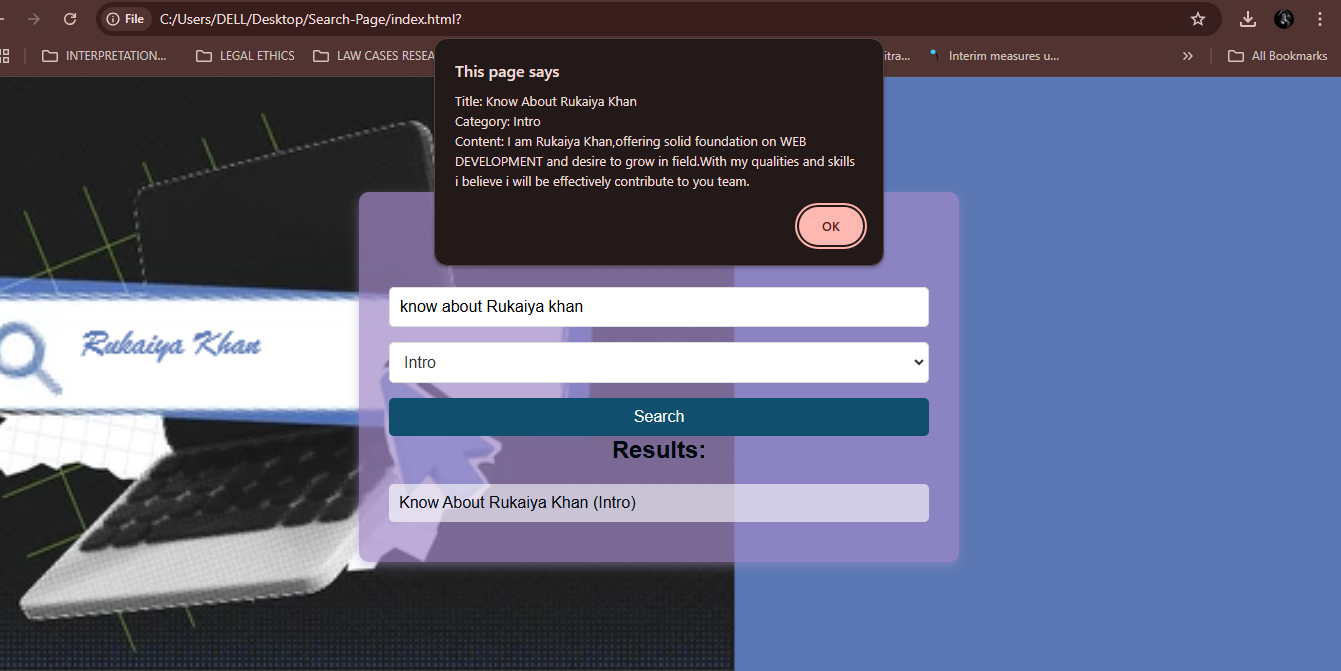 File
C:/Users/DELL/Desktop/Search-Page/index.html?
INTERPRETATION...
LEGAL ETHICS
LAW CASES RESEA
itra...
Interim measures u...
All Bookmarks
This page says
Title: Know About Rukaiya Khan
Category: Intro
Content: I am Rukaiya Khan,offering solid foundation on WEB
DEVELOPMENT and desire to grow in field.With my qualities and skills
i believe i will be effectively contribute to you team.
OK
know about Rukaiya khan
Rukaiya Khan
Intro
Search
Results:
Know About Rukaiya Khan (Intro)